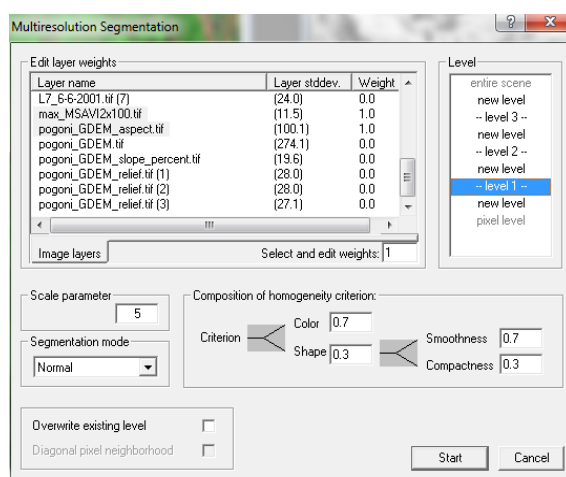 Multiresolution Segmentation
Edit layer weights
Layer name Layer stddev. Weight
L7_6-6-2001.tif (7) (24.0) 0.0
max_MSAVI2x100.tif (11.5) 1.0
pogoni_GDEM_aspect.tif (100.1) 1.0
pogoni_GDEM.tif (274.1) 0.0
pogoni_GDEM_slope_percent.tif (19.6) 0.0
pogoni_GDEM_relief.tif (1) (28.0) 0.0
pogoni_GDEM_relief.tif (2) (28.0) 0.0
pogoni_GDEM_relief.tif (3) (27.1) 0.0
Image layers Select and edit weights: 1
Level
entire scene
new level
-- level 3 --
new level
-- level 2 --
new level
-- level 1 --
new level
pixel level
Scale parameter
5
Segmentation mode
Normal
Composition of homogeneity criterion:
Criterion
Color 0.7
Shape 0.3
Smoothness 0.7
Compactness 0.3
Overwrite existing level
Diagonal pixel neighborhood
Start Cancel